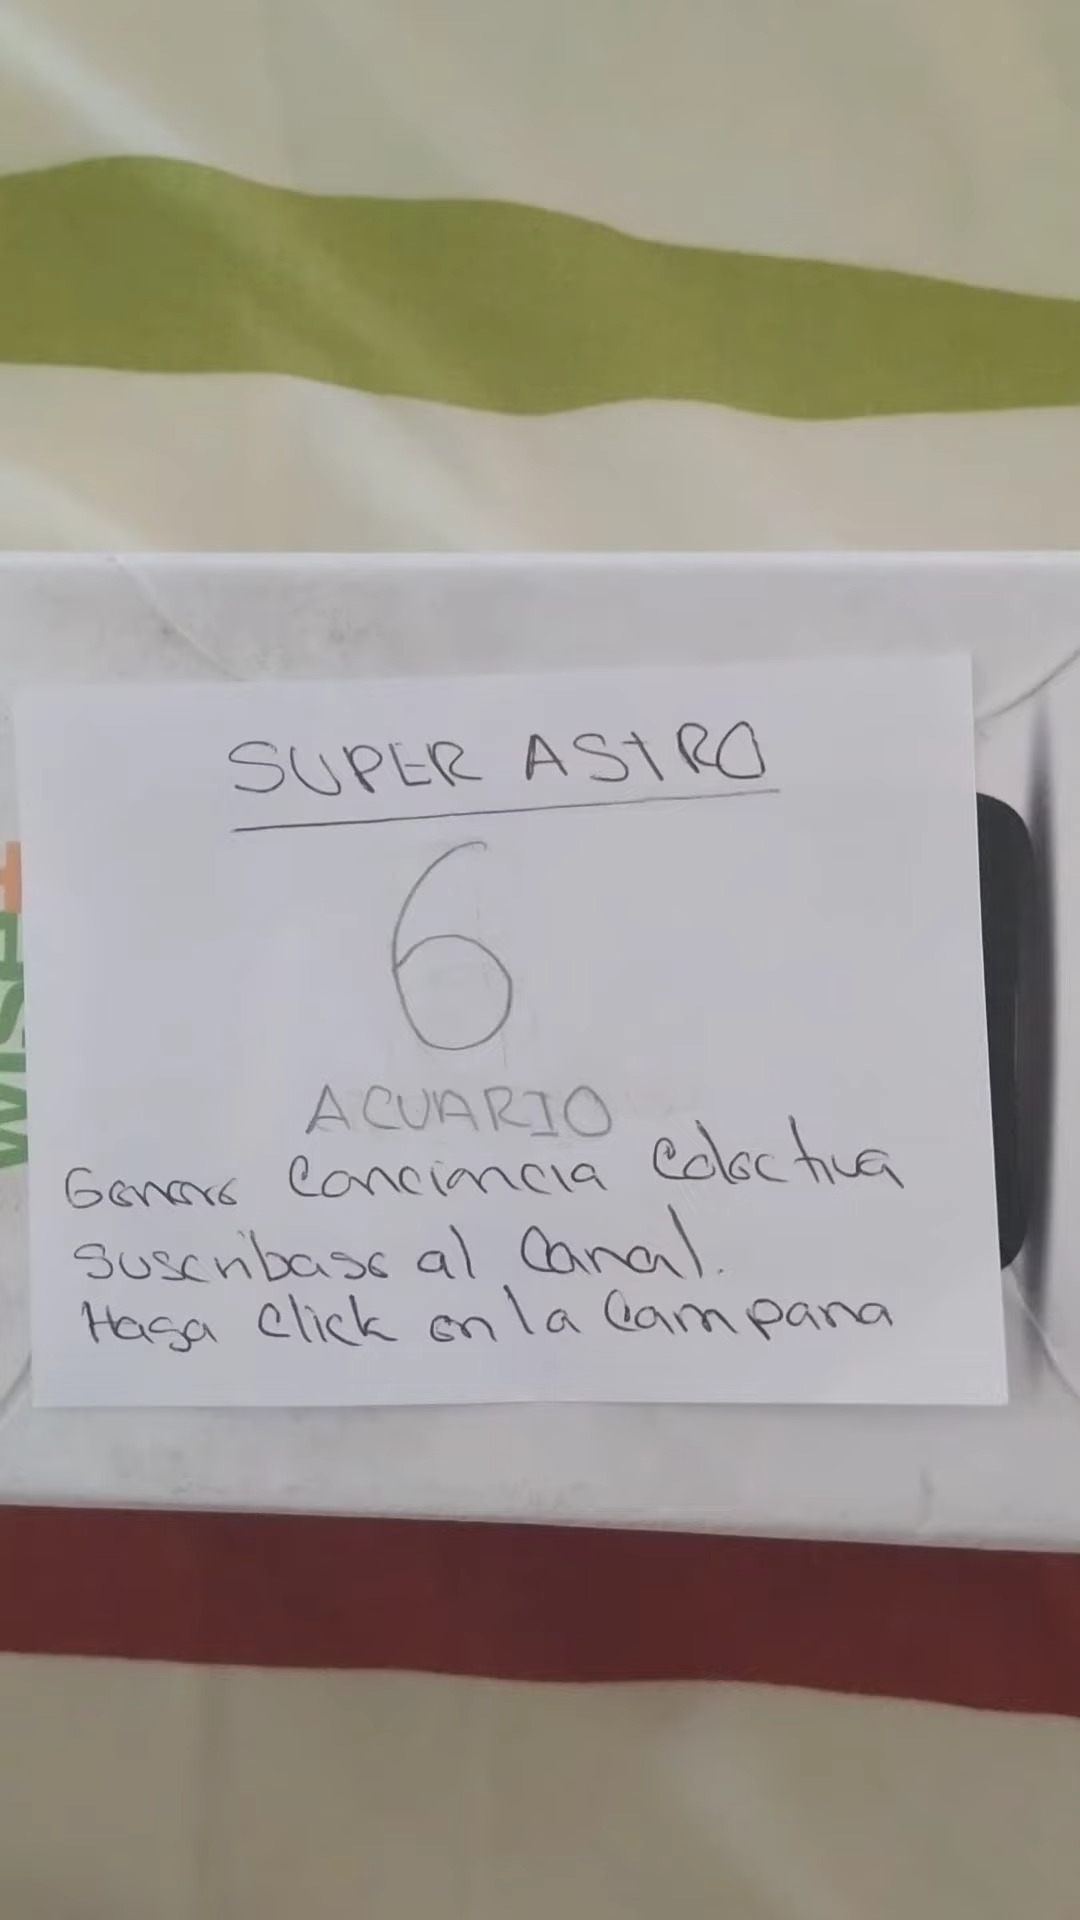 SUPER ASTRO
6
ACUARIO
Genere Conciencia Colectiva
suscribase al Canal.
Haga Click en la Campana